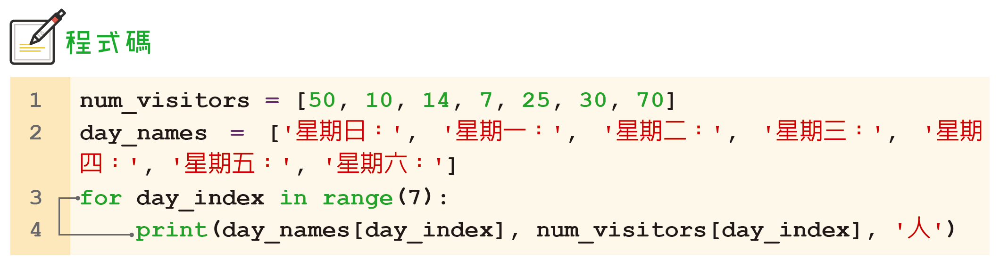 程式碼
1 num_visitors = [50, 10, 14, 7, 25, 30, 70]
2 day_names = ['星期日：', '星期一：', '星期二：', '星期三：', '星期
四：', '星期五：', '星期六：']
3 for day_index in range(7):
4     print(day_names[day_index], num_visitors[day_index], '人')